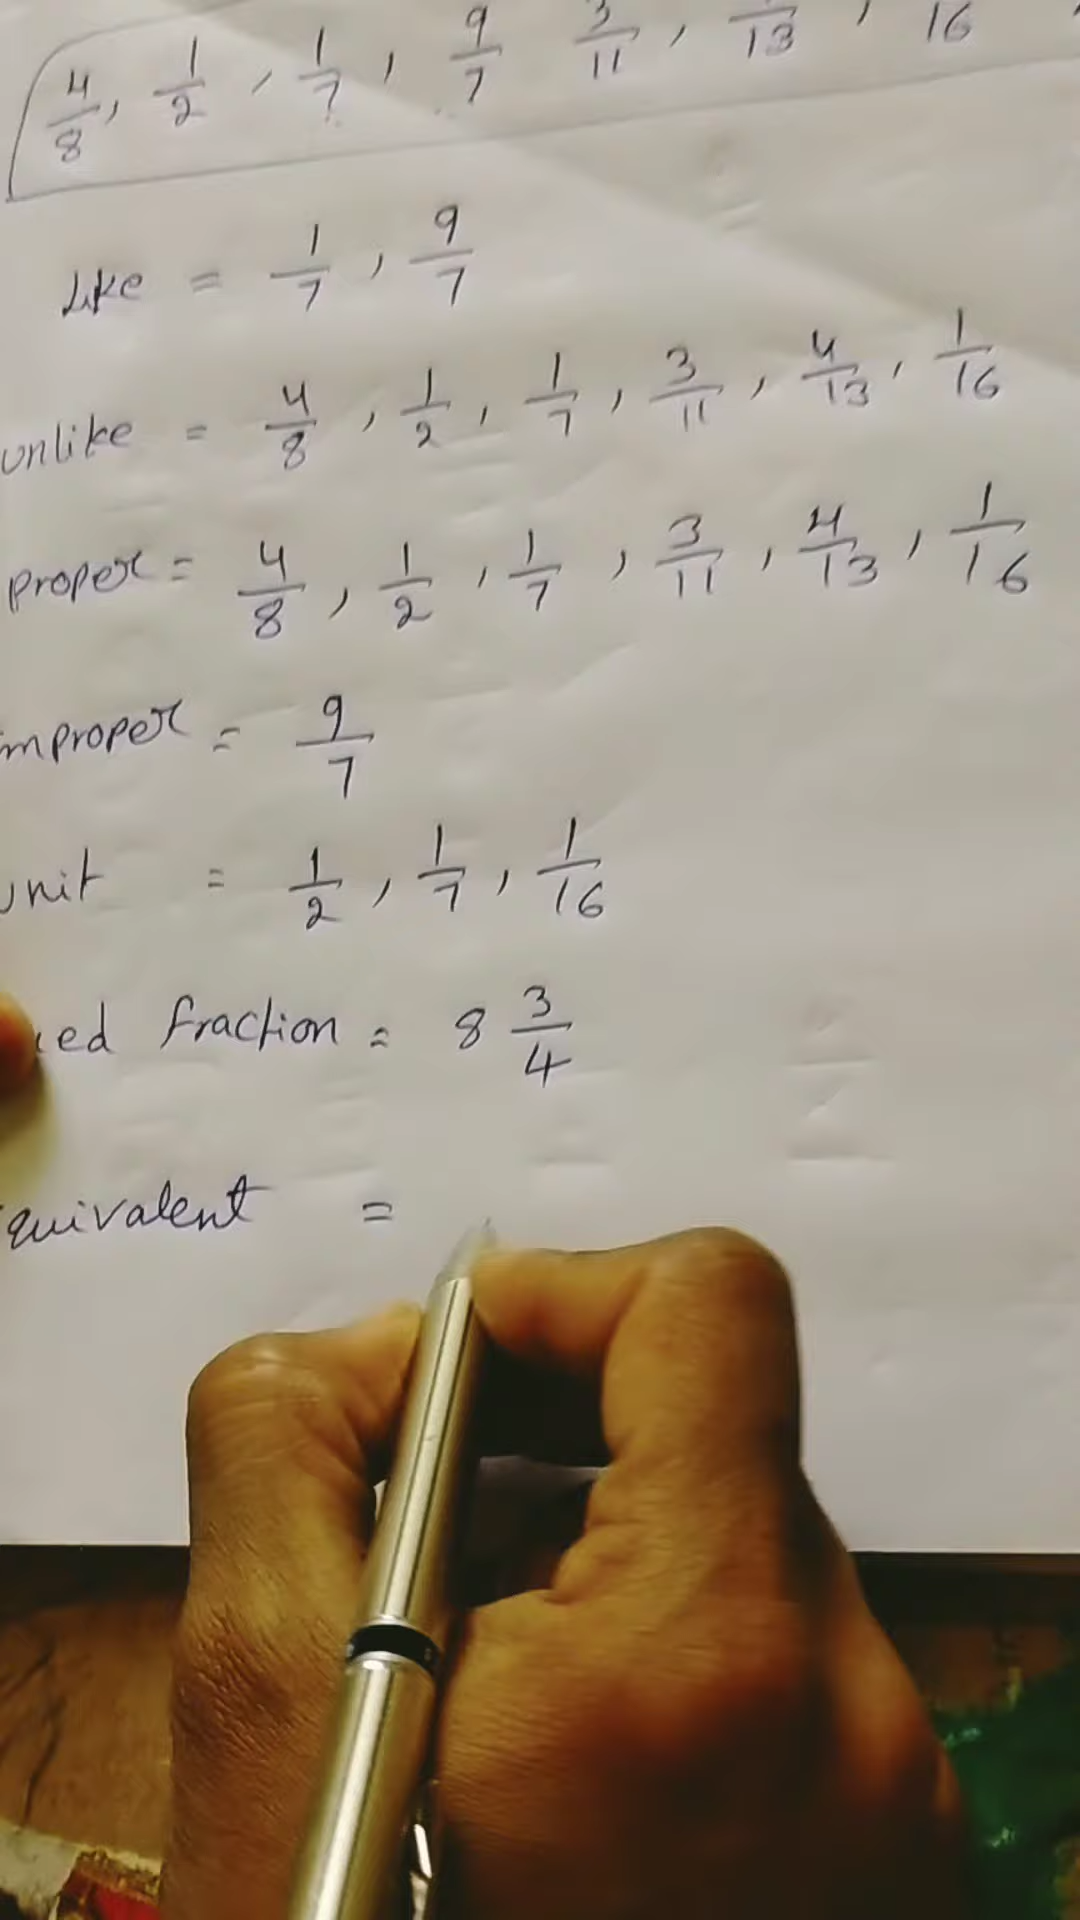 4/8, 1/2, 1/7, 9/7 3/11, /13, 16
Like = 1/7, 9/7
unlike = 4/8, 1/2, 1/7, 3/11, 4/13, 1/16
proper = 4/8, 1/2, 1/7, 3/11, 4/13, 1/16
mproper = 9/7
unit = 1/2, 1/7, 1/16
ed fraction = 8 3/4
quivalent =